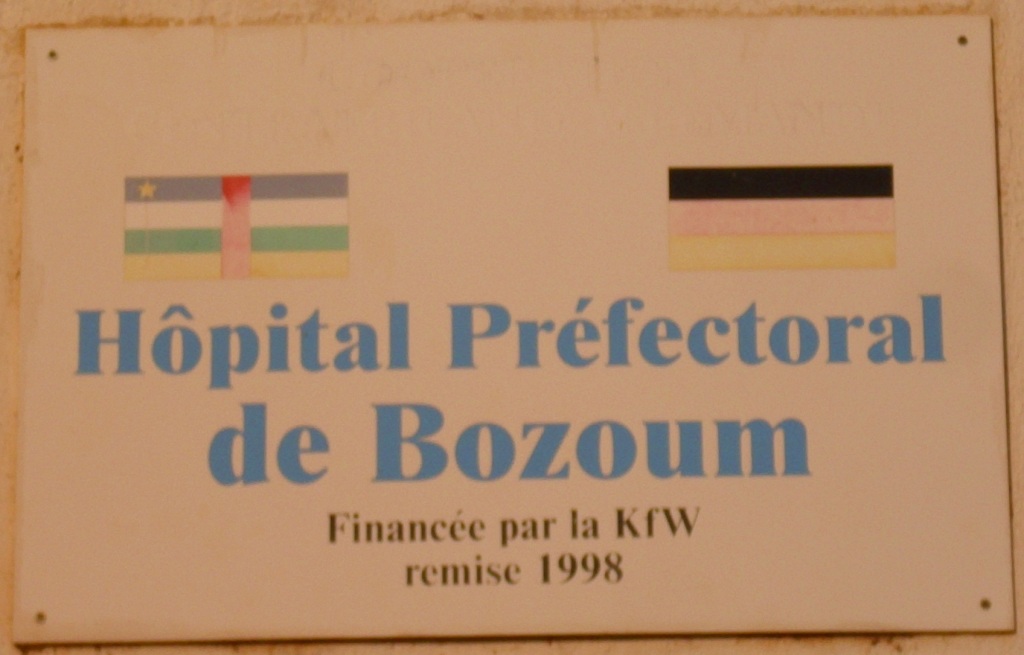 Hôpital Préfectoral
de Bozoum
Financée par la KfW
remise 1998